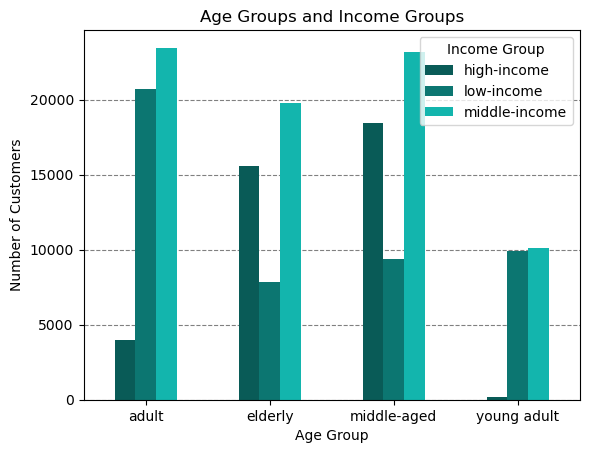 Age Groups and Income Groups
Income Group
high-income
low-income
middle-income
Number of Customers
20000
15000
10000
5000
0
adult
elderly
middle-aged
young adult
Age Group